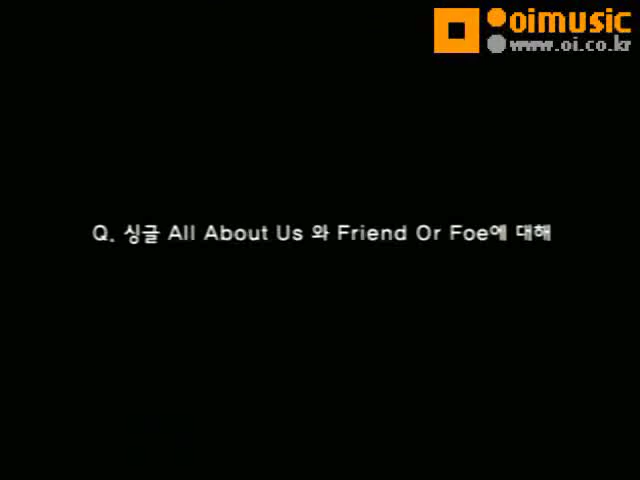 oimusic
www.oi.co.kr
Q. 싱글 All About Us 와 Friend Or Foe에 대해